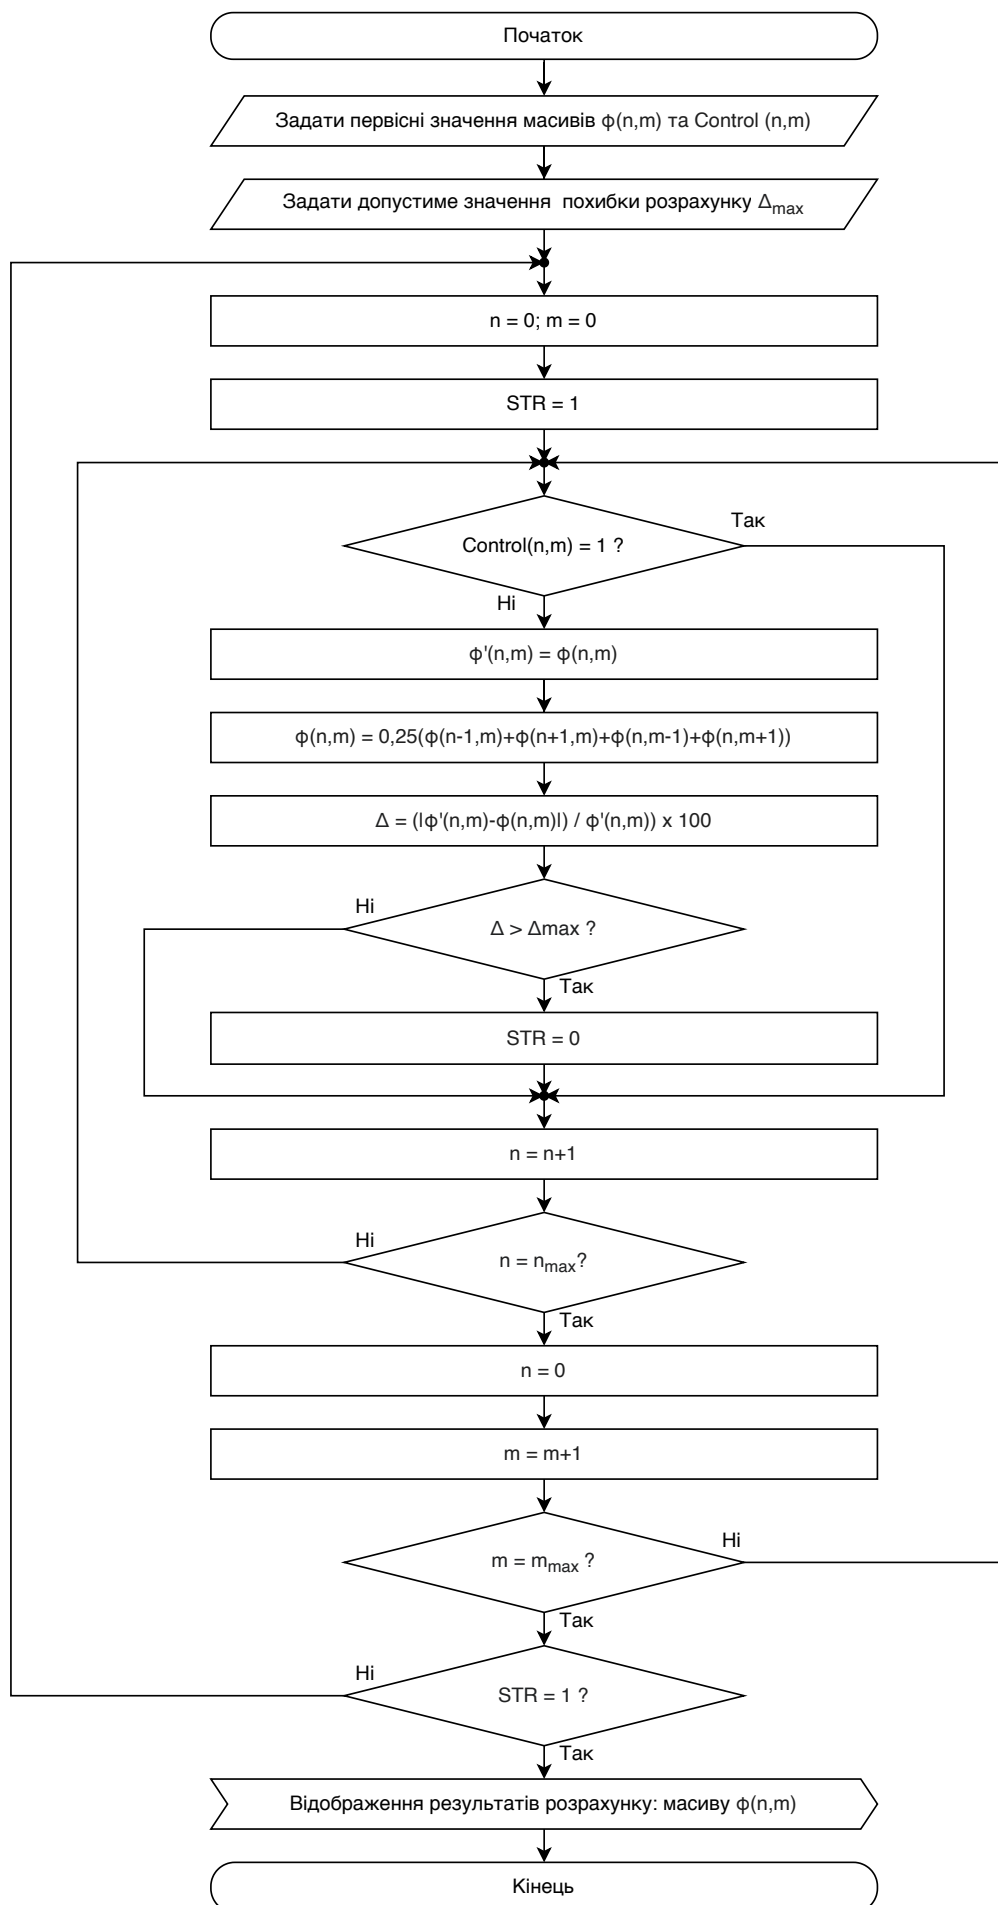 Початок
Задати первісні значення масивів φ(n,m) та Control (n,m)
Задати допустиме значення похибки розрахунку Δmax
n = 0; m = 0
STR = 1
Control(n,m) = 1 ?
Так
Ні
φ'(n,m) = φ(n,m)
φ(n,m) = 0,25(φ(n-1,m)+φ(n+1,m)+φ(n,m-1)+φ(n,m+1))
Δ = (|φ'(n,m)-φ(n,m)|) / φ'(n,m)) x 100
Ні
Δ > Δmax ?
Так
STR = 0
n = n+1
Ні
n = nmax?
Так
n = 0
m = m+1
Ні
m = mmax ?
Так
Ні
STR = 1 ?
Так
Відображення результатів розрахунку: масиву φ(n,m)
Кінець